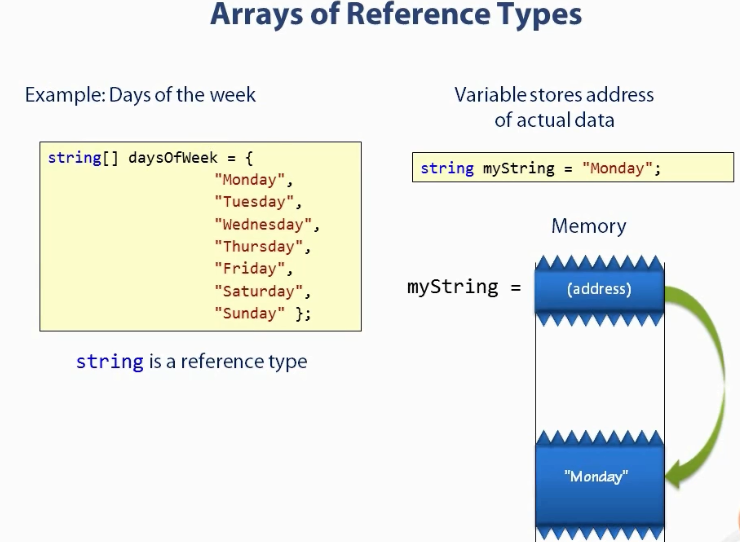 Arrays of Reference Types
Example: Days of the week
string[] daysOfWeek = {
"Monday",
"Tuesday",
"Wednesday",
"Thursday",
"Friday",
"Saturday",
"Sunday" };
string is a reference type
Variable stores address
of actual data
string myString = "Monday";
Memory
myString =
(address)
"Monday"